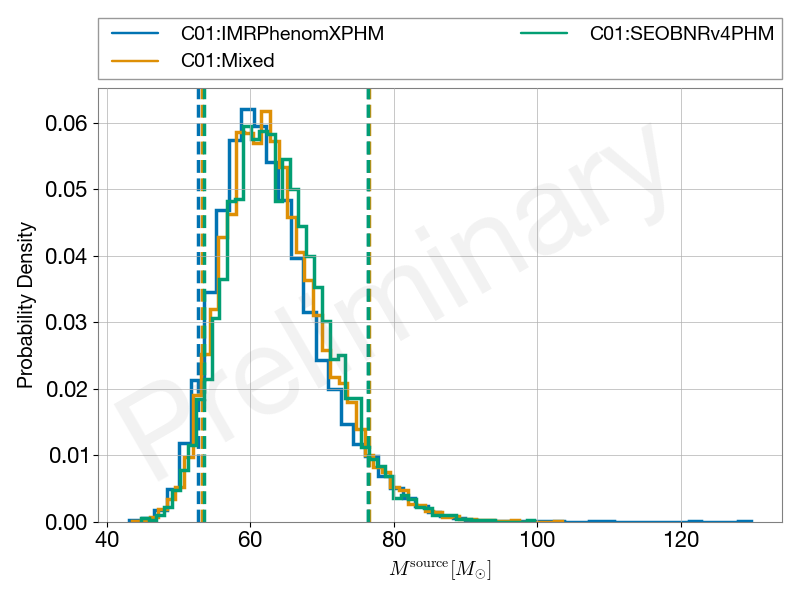 C01:IMRPhenomXPHM
C01:Mixed
C01:SEOBNRv4PHM
Preliminary
Probability Density
0.06
0.05
0.04
0.03
0.02
0.01
0.00
40 60 80 100 120
M^source[M_⊙]